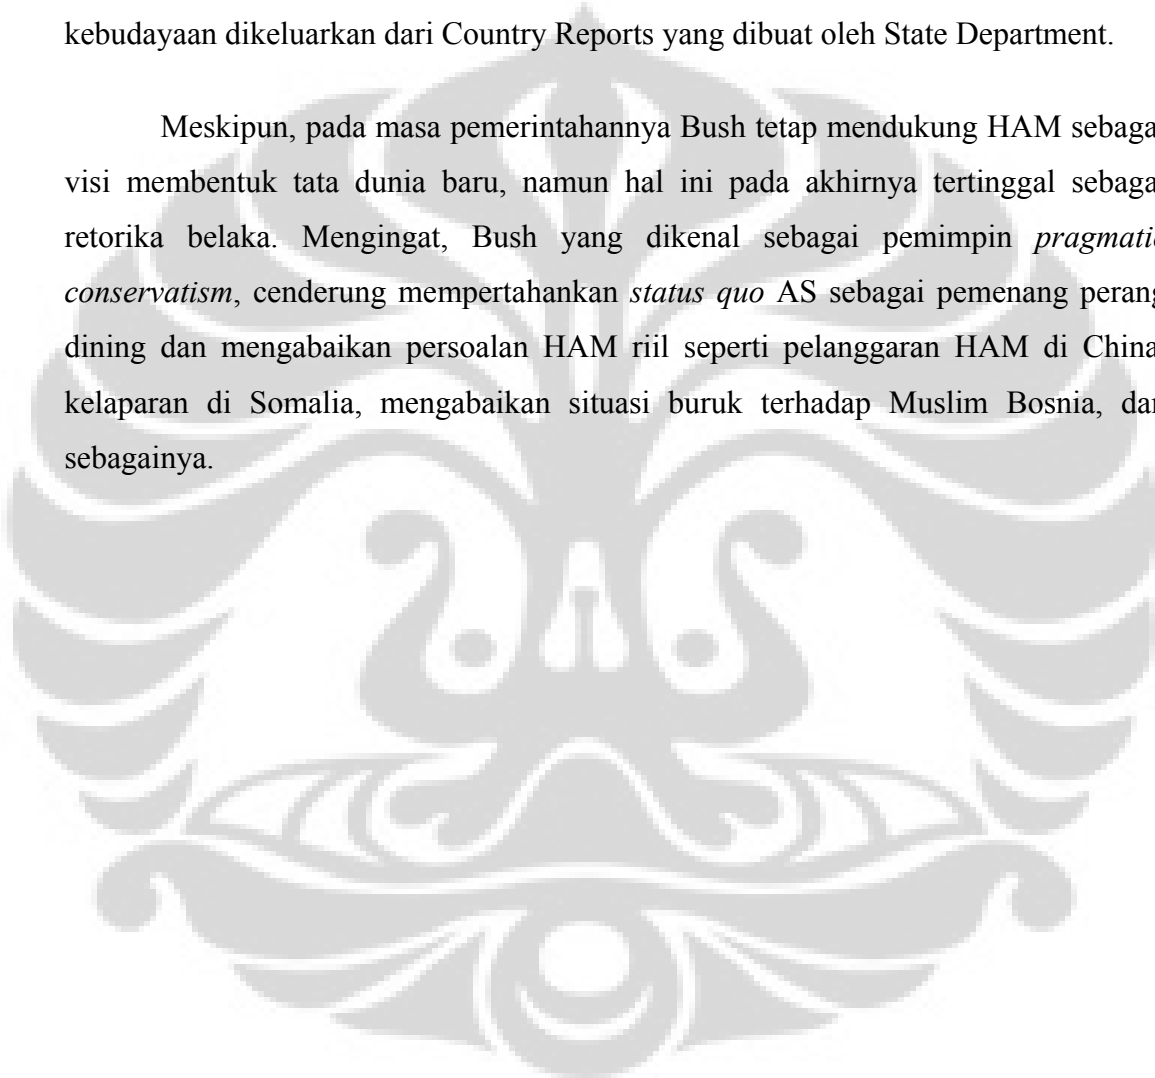 kebudayaan dikeluarkan dari Country Reports yang dibuat oleh State Department.
Meskipun, pada masa pemerintahannya Bush tetap mendukung HAM sebaga
visi membentuk tata dunia baru, namun hal ini pada akhirnya tertinggal sebaga
retorika belaka. Mengingat, Bush yang dikenal sebagai pemimpin pragmatic
conservatism, cenderung mempertahankan status quo AS sebagai pemenang perang
dining dan mengabaikan persoalan HAM riil seperti pelanggaran HAM di China
kelaparan di Somalia, mengabaikan situasi buruk terhadap Muslim Bosnia, dan
sebagainya.